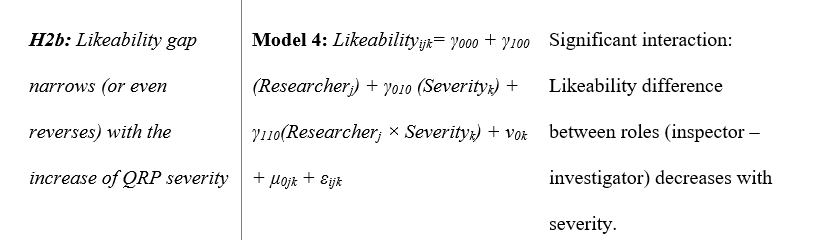 H2b: Likeability gap
narrows (or even
reverses) with the
increase of QRP severity
Model 4: Likeabilityijk= γ000 + γ100
(Researcherj) + γ010 (Severityk) +
γ110(Researcherj × Severityk) + ν0k
+ μ0jk + εijk
Significant interaction:
Likeability difference
between roles (inspector –
investigator) decreases with
severity.